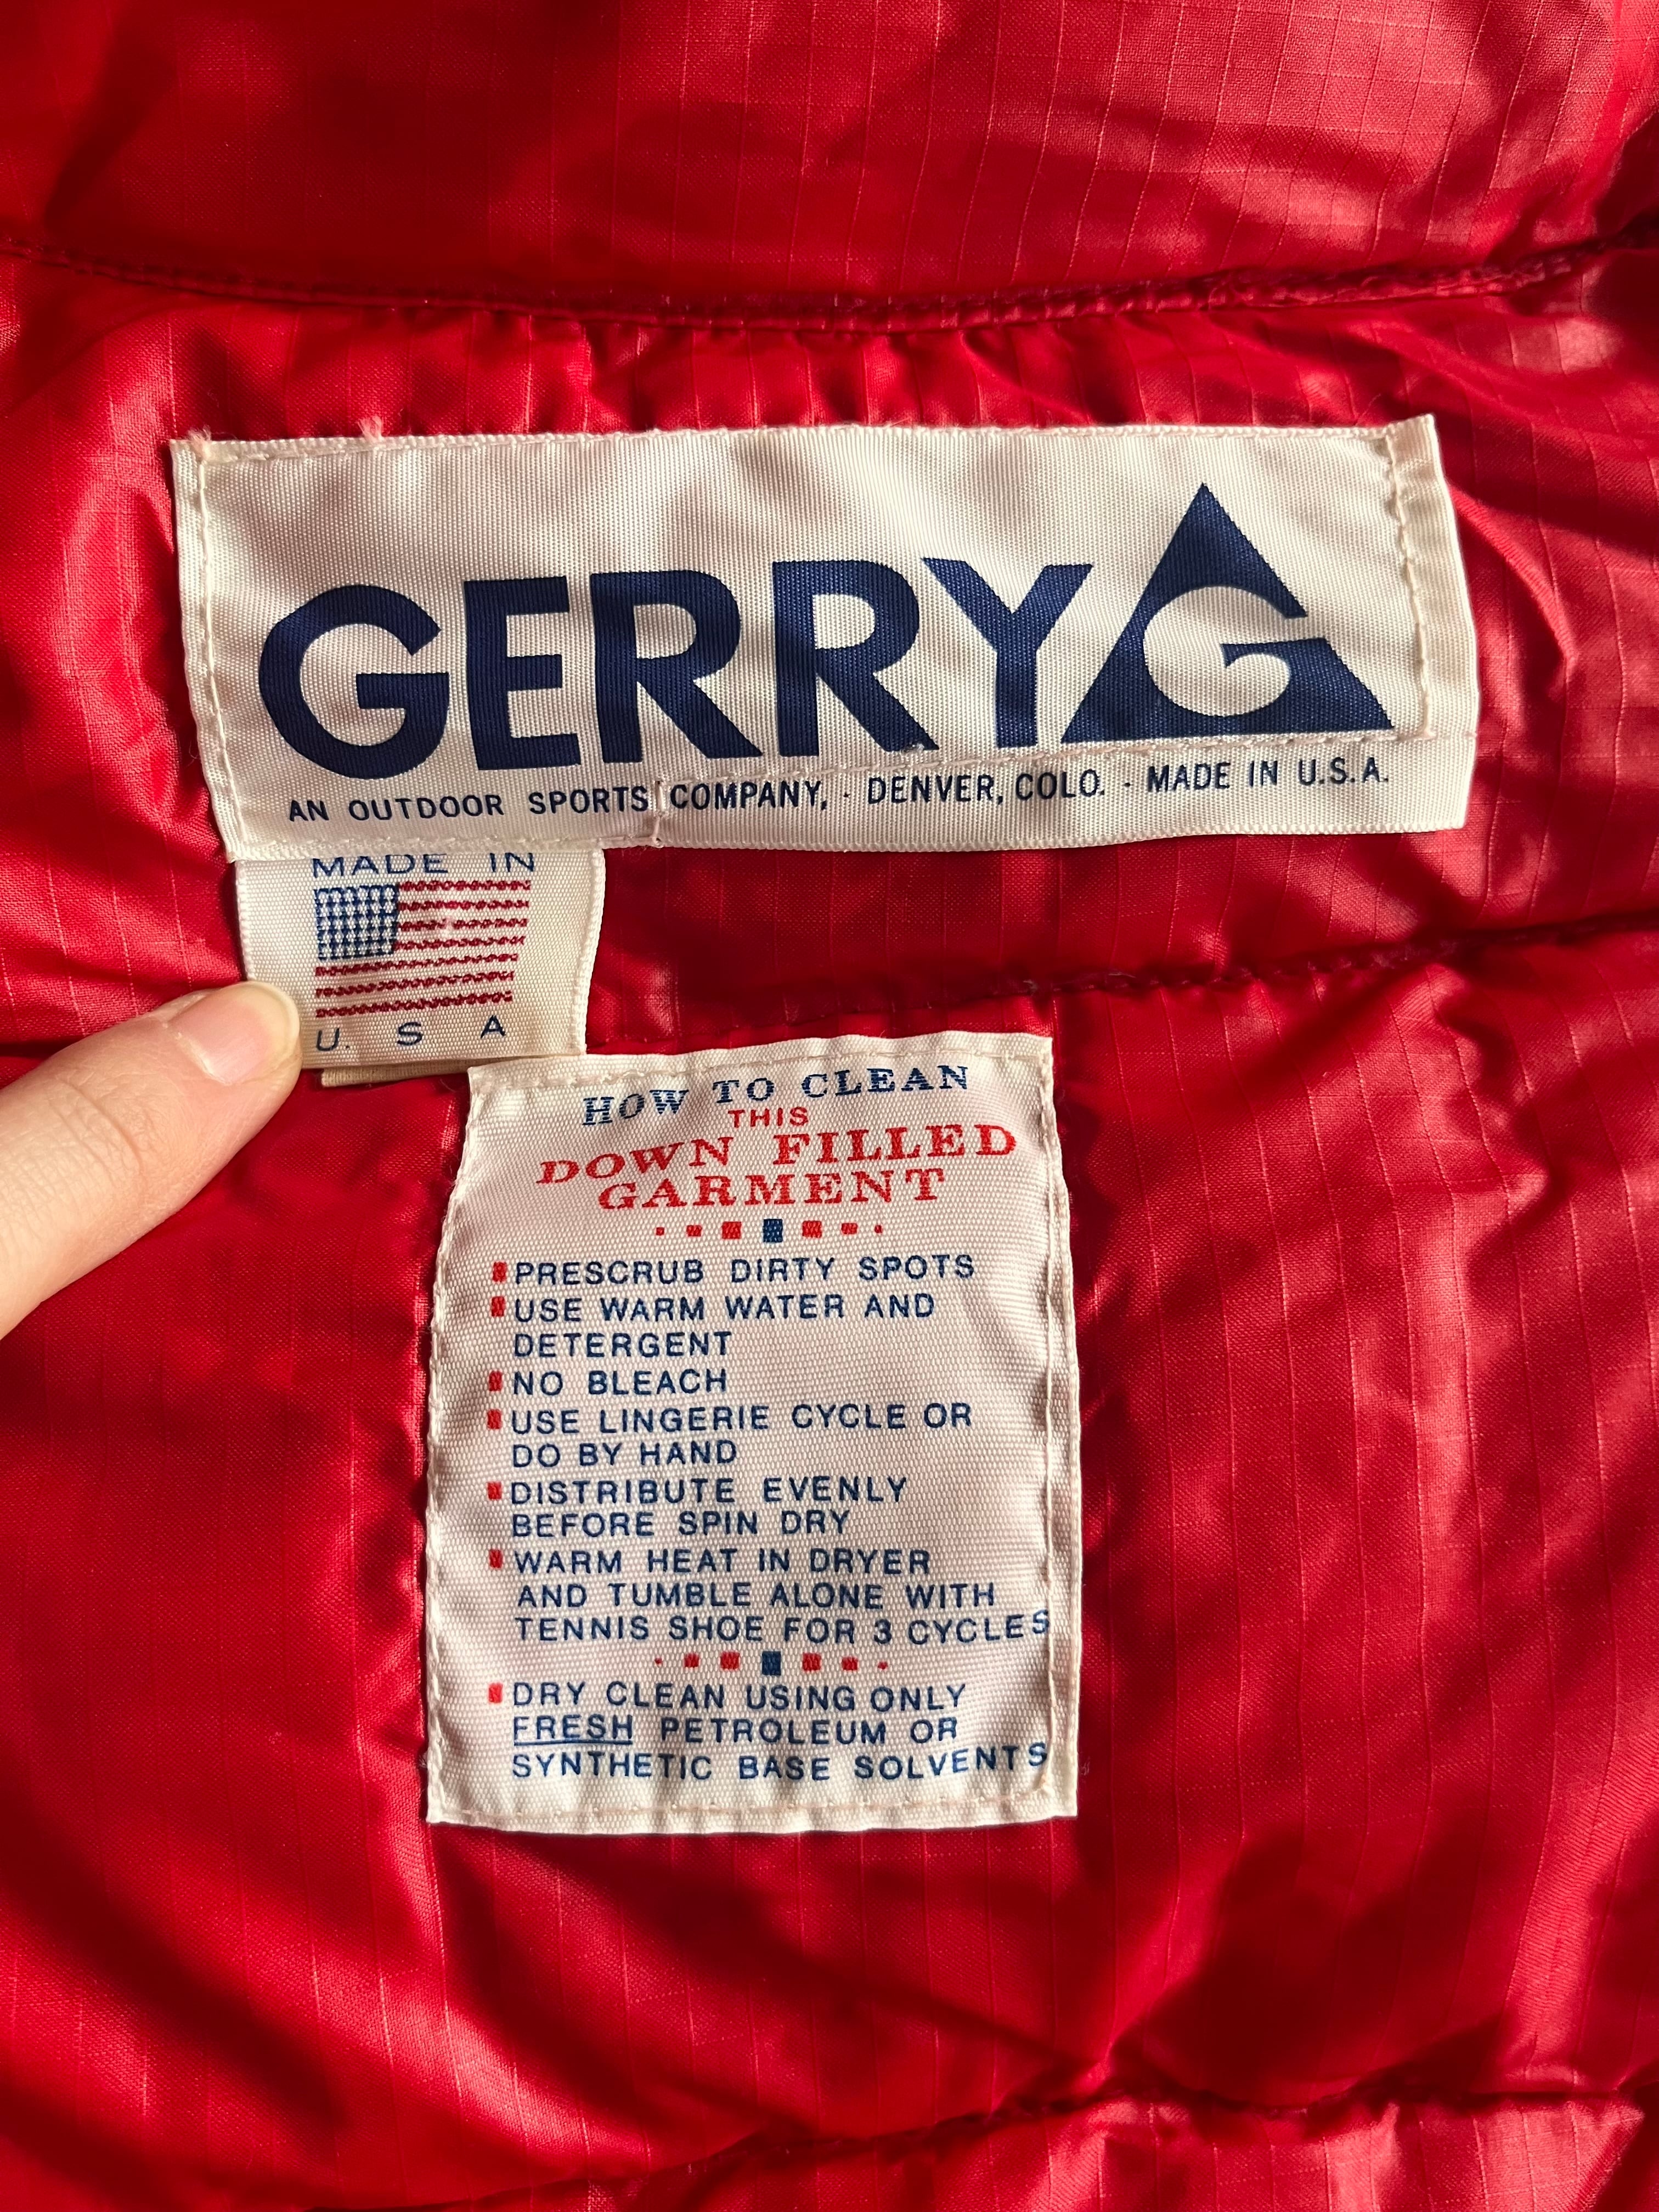 GERRY G
AN OUTDOOR SPORTS COMPANY, · DENVER, COLO. · MADE IN U.S.A.
MADE IN
U. S A
HOW TO CLEAN
THIS
DOWN FILLED
GARMENT
PRESCRUB DIRTY SPOTS
USE WARM WATER AND
DETERGENT
NO BLEACH
USE LINGERIE CYCLE OR
DO BY HAND
DISTRIBUTE EVENLY
BEFORE SPIN DRY
WARM HEAT IN DRYER
AND TUMBLE ALONE WITH
TENNIS SHOE FOR 3 CYCLES
DRY CLEAN USING ONLY
FRESH PETROLEUM OR
SYNTHETIC BASE SOLVENTS